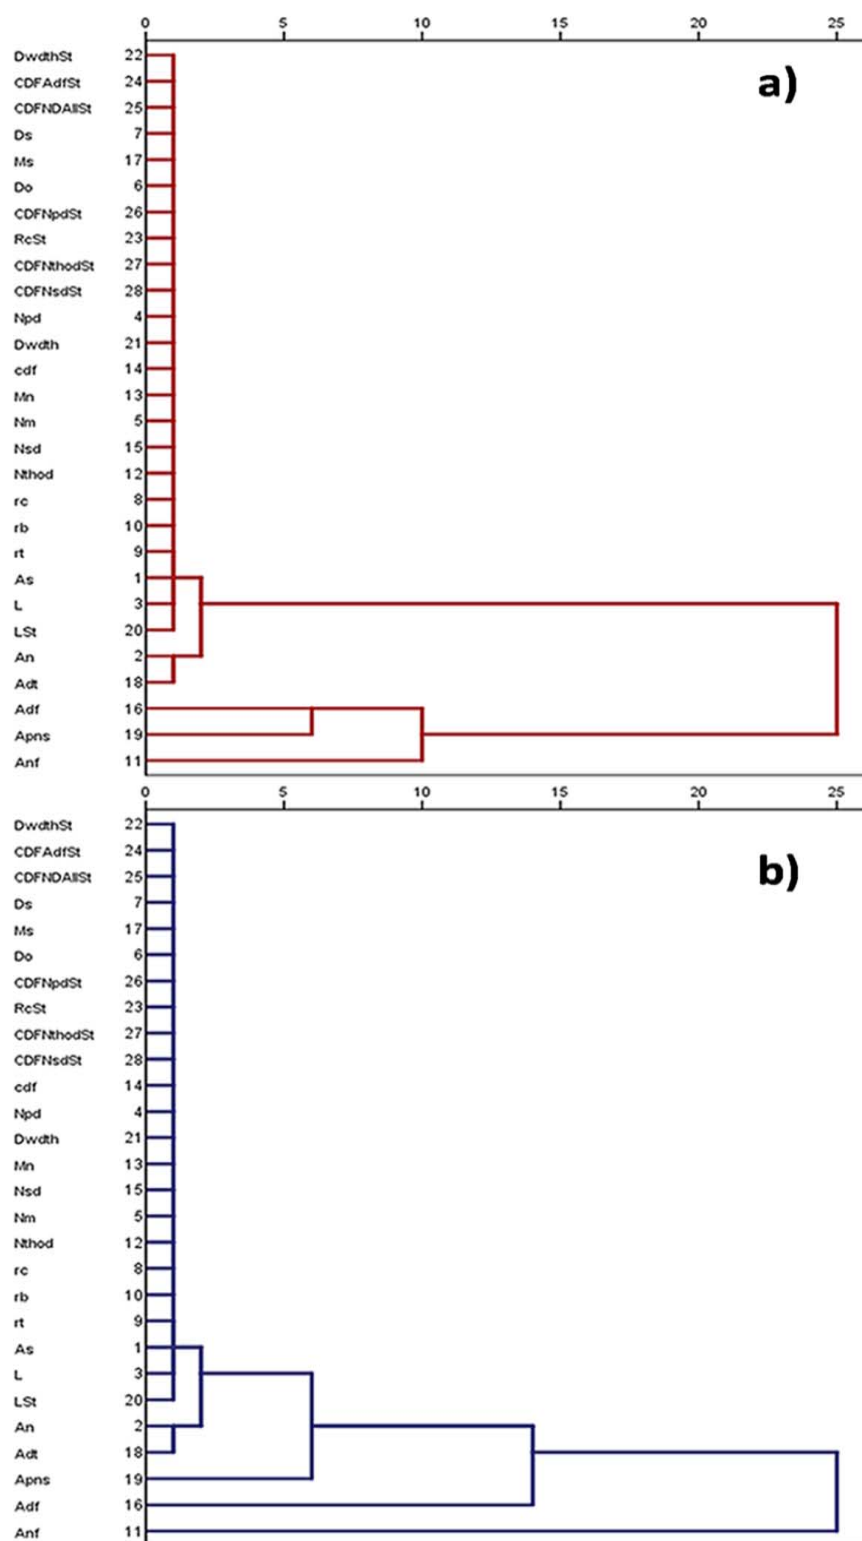 0 5 10 15 20 25
a)
DwdthSt 22
CDFAdfSt 24
CDFNDAllSt 25
Ds 7
Ms 17
Do 6
CDFNpdSt 26
RcSt 23
CDFNthodSt 27
CDFNsdSt 28
Npd 4
Dwdth 21
cdf 14
Mn 13
Nm 5
Nsd 15
Nthod 12
rc 8
rb 10
rt 9
As 1
L 3
LSt 20
An 2
Adt 18
Adf 16
Apns 19
Anf 11
0 5 10 15 20 25
b)
DwdthSt 22
CDFAdfSt 24
CDFNDAllSt 25
Ds 7
Ms 17
Do 6
CDFNpdSt 26
RcSt 23
CDFNthodSt 27
CDFNsdSt 28
cdf 14
Npd 4
Dwdth 21
Mn 13
Nsd 15
Nm 5
Nthod 12
rc 8
rb 10
rt 9
As 1
L 3
LSt 20
An 2
Adt 18
Apns 19
Adf 16
Anf 11